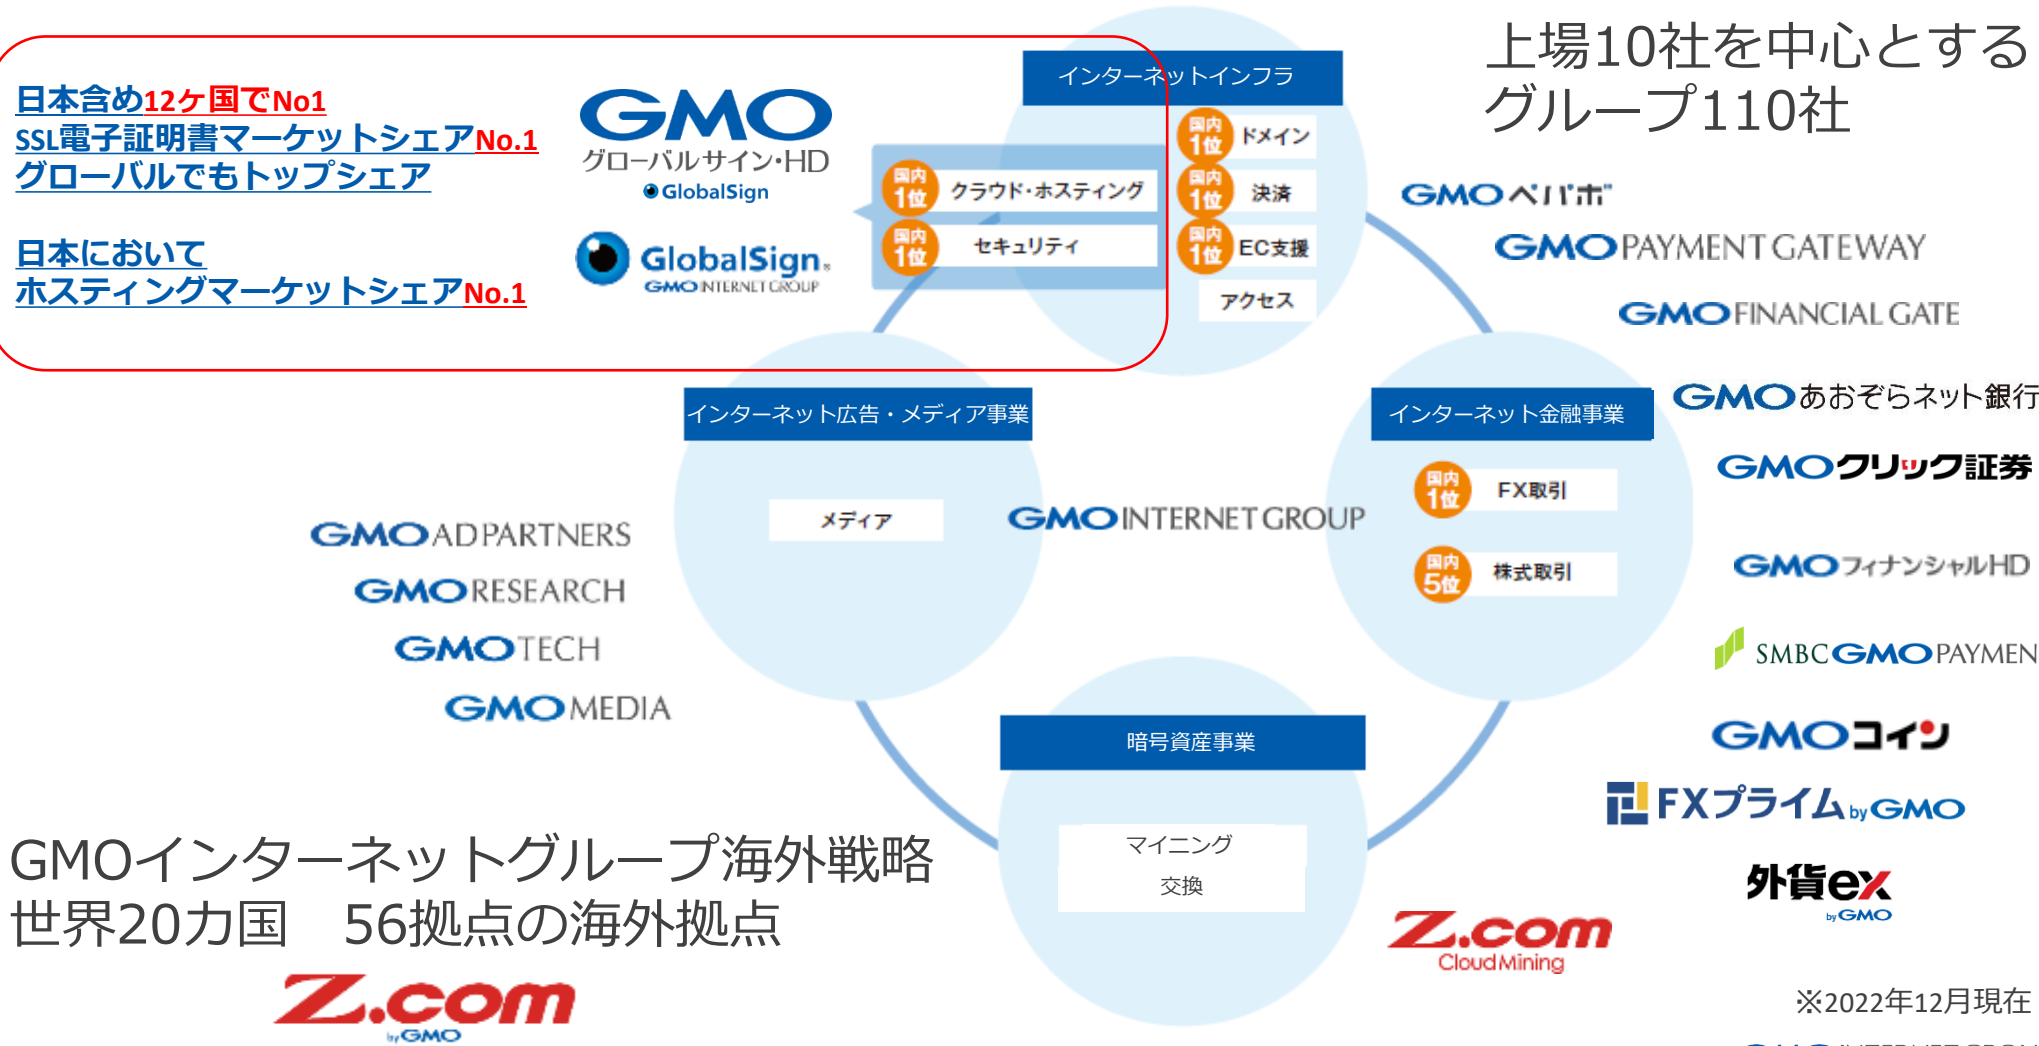 上場10社を中心とする
グループ110社
日本含め12ヶ国でNo1
SSL電子証明書マーケットシェアNo.1
グローバルでもトップシェア
日本において
ホスティングマーケットシェアNo.1
GMO
グローバルサイン・HD
GlobalSign
GlobalSign.
GMO INTERNET GROUP
インターネットインフラ
国内1位 クラウド・ホスティング
国内1位 セキュリティ
国内1位 ドメイン
国内1位 決済
国内1位 EC支援
アクセス
GMOペパボ
GMO PAYMENT GATEWAY
GMO FINANCIAL GATE
GMOあおぞらネット銀行
GMOクリック証券
GMOフィナンシャルHD
SMBC GMO PAYMEN
GMOコイン
FXプライム by GMO
外貨ex
by GMO
インターネット広告・メディア事業
メディア
GMO AD PARTNERS
GMO RESEARCH
GMO TECH
GMO MEDIA
GMO INTERNET GROUP
インターネット金融事業
国内1位 FX取引
国内5位 株式取引
暗号資産事業
マイニング
交換
Z.com
Cloud Mining
GMOインターネットグループ海外戦略
世界20カ国　56拠点の海外拠点
Z.com
by GMO
※2022年12月現在